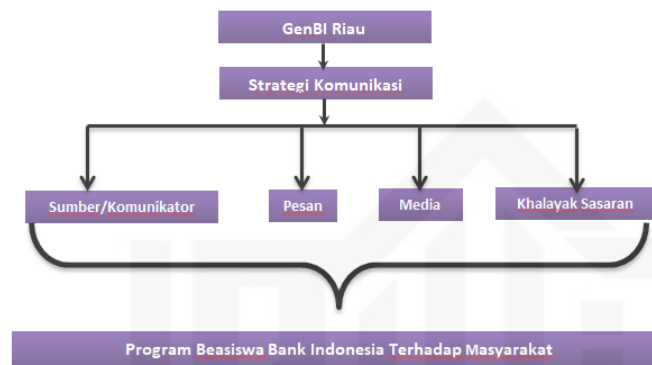 GenBI Riau
Strategi Komunikasi
Sumber/Komunikator
Pesan
Media
Khalayak Sasaran
Program Beasiswa Bank Indonesia Terhadap Masyarakat